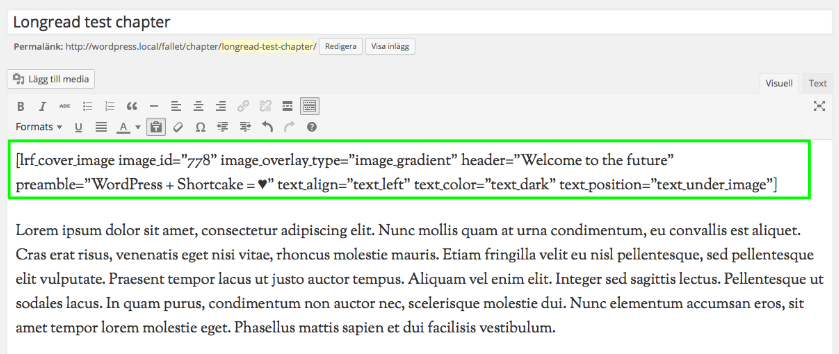 Longread test chapter
Permalänk: http://wordpress.local/fallet/chapter/longread-test-chapter/ Redigera Visa inlägg
Lägg till media
Visuell Text
B I ABC
Formats U A Ω
[lrf_cover_image image_id=”778” image_overlay_type=”image_gradient” header=”Welcome to the future”
preamble=”WordPress + Shortcake = ♥” text_align=”text_left” text_color=”text_dark” text_position=”text_under_image”]
Lorem ipsum dolor sit amet, consectetur adipiscing elit. Nunc mollis quam at urna condimentum, eu convallis est aliquet.
Cras erat risus, venenatis eget nisi vitae, rhoncus molestie mauris. Etiam fringilla velit eu nisl pellentesque, sed pellentesque
elit vulputate. Praesent tempor lacus ut justo auctor tempus. Aliquam vel enim elit. Integer sed sagittis lectus. Pellentesque ut
sodales lacus. In quam purus, condimentum non auctor nec, scelerisque molestie dui. Nunc elementum accumsan eros, sit
amet tempor lorem molestie eget. Phasellus mattis sapien et dui facilisis vestibulum.